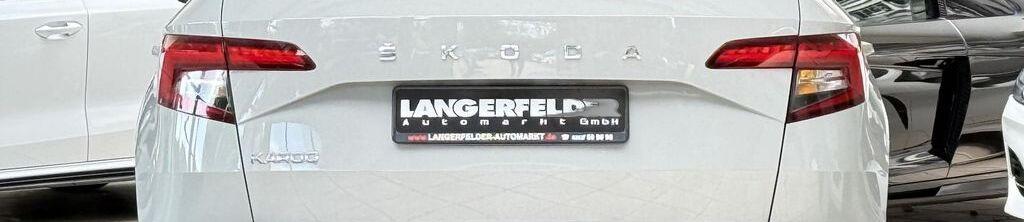 ŠKODA
LANGERFELDER
Automarkt GmbH
www.LANGERFELDER-AUTOMARKT.de
KAROQ